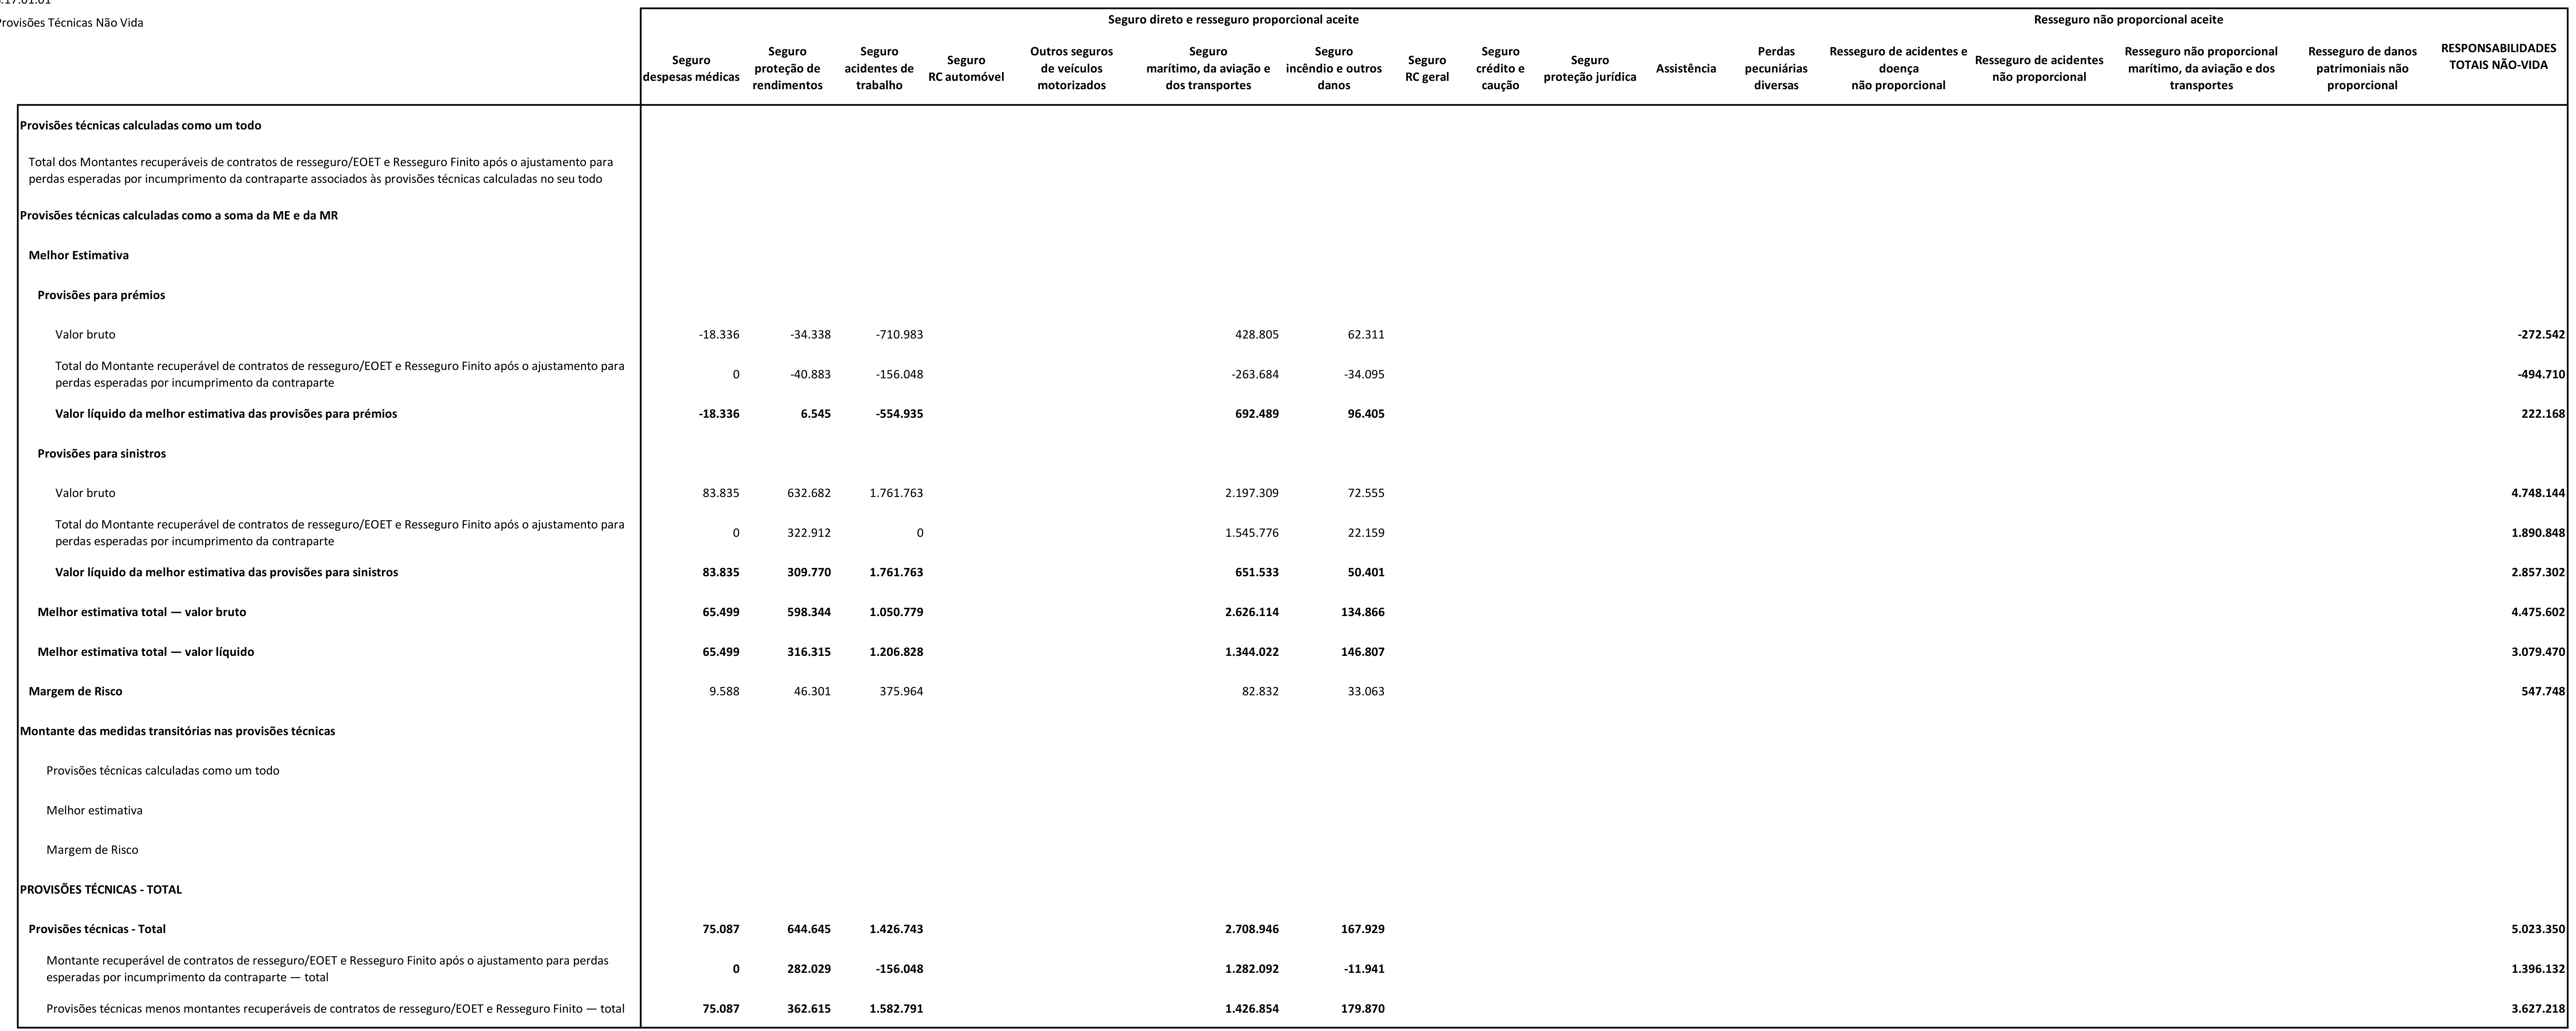 Provisões Técnicas Não Vida
Seguro direto e resseguro proporcional aceite
Resseguro não proporcional aceite
Seguro
despesas médicas
Seguro
proteção de
rendimentos
Seguro
acidentes de
trabalho
Seguro
RC automóvel
Outros seguros
de veículos
motorizados
Seguro
marítimo, da aviação e
dos transportes
Seguro
incêndio e outros
danos
Seguro
RC geral
Seguro
crédito e
caução
Seguro
proteção jurídica
Assistência
Perdas
pecuniárias
diversas
Resseguro de acidentes e
doença
não proporcional
Resseguro de acidentes
não proporcional
Resseguro não proporcional
marítimo, da aviação e dos
transportes
Resseguro de danos
patrimoniais não
proporcional
RESPONSABILIDADES
TOTAIS NÃO-VIDA
Provisões técnicas calculadas como um todo
Total dos Montantes recuperáveis de contratos de resseguro/EOET e Resseguro Finito após o ajustamento para
perdas esperadas por incumprimento da contraparte associados às provisões técnicas calculadas no seu todo
Provisões técnicas calculadas como a soma da ME e da MR
Melhor Estimativa
Provisões para prémios
Valor bruto -18.336 -34.338 -710.983 428.805 62.311 -272.542
Total do Montante recuperável de contratos de resseguro/EOET e Resseguro Finito após o ajustamento para
perdas esperadas por incumprimento da contraparte 0 -40.883 -156.048 -263.684 -34.095 -494.710
Valor líquido da melhor estimativa das provisões para prémios -18.336 6.545 -554.935 692.489 96.405 222.168
Provisões para sinistros
Valor bruto 83.835 632.682 1.761.763 2.197.309 72.555 4.748.144
Total do Montante recuperável de contratos de resseguro/EOET e Resseguro Finito após o ajustamento para
perdas esperadas por incumprimento da contraparte 0 322.912 0 1.545.776 22.159 1.890.848
Valor líquido da melhor estimativa das provisões para sinistros 83.835 309.770 1.761.763 651.533 50.401 2.857.302
Melhor estimativa total — valor bruto 65.499 598.344 1.050.779 2.626.114 134.866 4.475.602
Melhor estimativa total — valor líquido 65.499 316.315 1.206.828 1.344.022 146.807 3.079.470
Margem de Risco 9.588 46.301 375.964 82.832 33.063 547.748
Montante das medidas transitórias nas provisões técnicas
Provisões técnicas calculadas como um todo
Melhor estimativa
Margem de Risco
PROVISÕES TÉCNICAS - TOTAL
Provisões técnicas - Total 75.087 644.645 1.426.743 2.708.946 167.929 5.023.350
Montante recuperável de contratos de resseguro/EOET e Resseguro Finito após o ajustamento para perdas
esperadas por incumprimento da contraparte — total 0 282.029 -156.048 1.282.092 -11.941 1.396.132
Provisões técnicas menos montantes recuperáveis de contratos de resseguro/EOET e Resseguro Finito — total 75.087 362.615 1.582.791 1.426.854 179.870 3.627.218